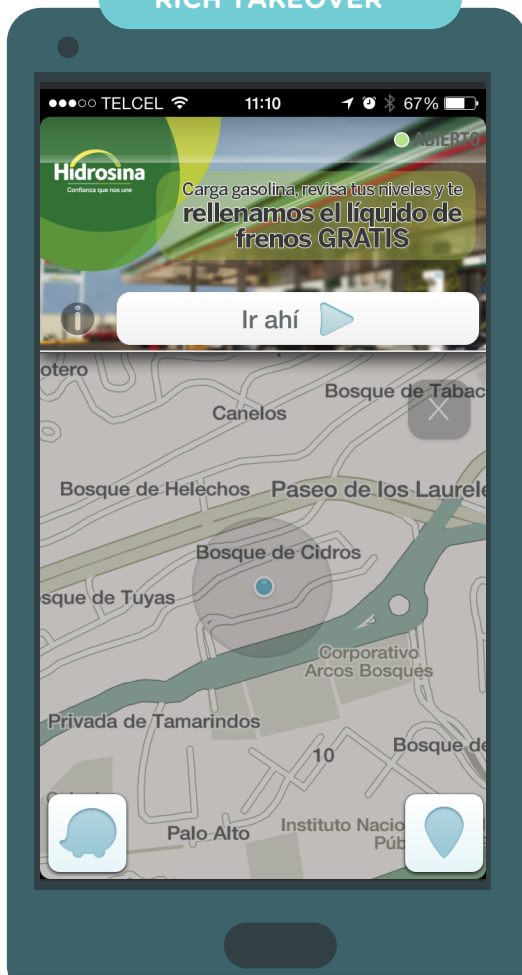 RICH TAKEOVER
TELCEL 11:10 67%
ABIERTO
Hidrosina
Confianza que nos une
Carga gasolina, revisa tus niveles y te
rellenamos el líquido de
frenos GRATIS
i
Ir ahí
otero
Bosque de Tabac
Canelos
Bosque de Helechos
Paseo de los Laurele
Bosque de Cidros
sque de Tuyas
Corporativo
Arcos Bosques
Privada de Tamarindos
Bosque de
10
Palo Alto
Instituto Nacio
Púb